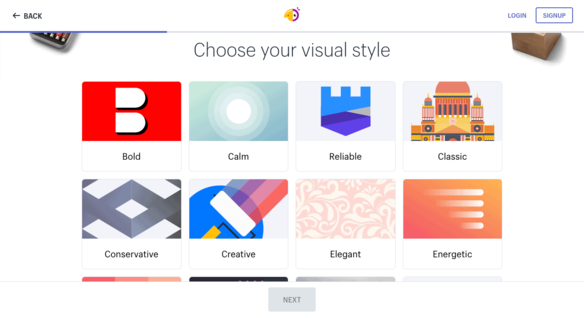 BACK
LOGIN
SIGNUP
Choose your visual style
B
Bold
Calm
Reliable
Classic
Conservative
Creative
Elegant
Energetic
NEXT